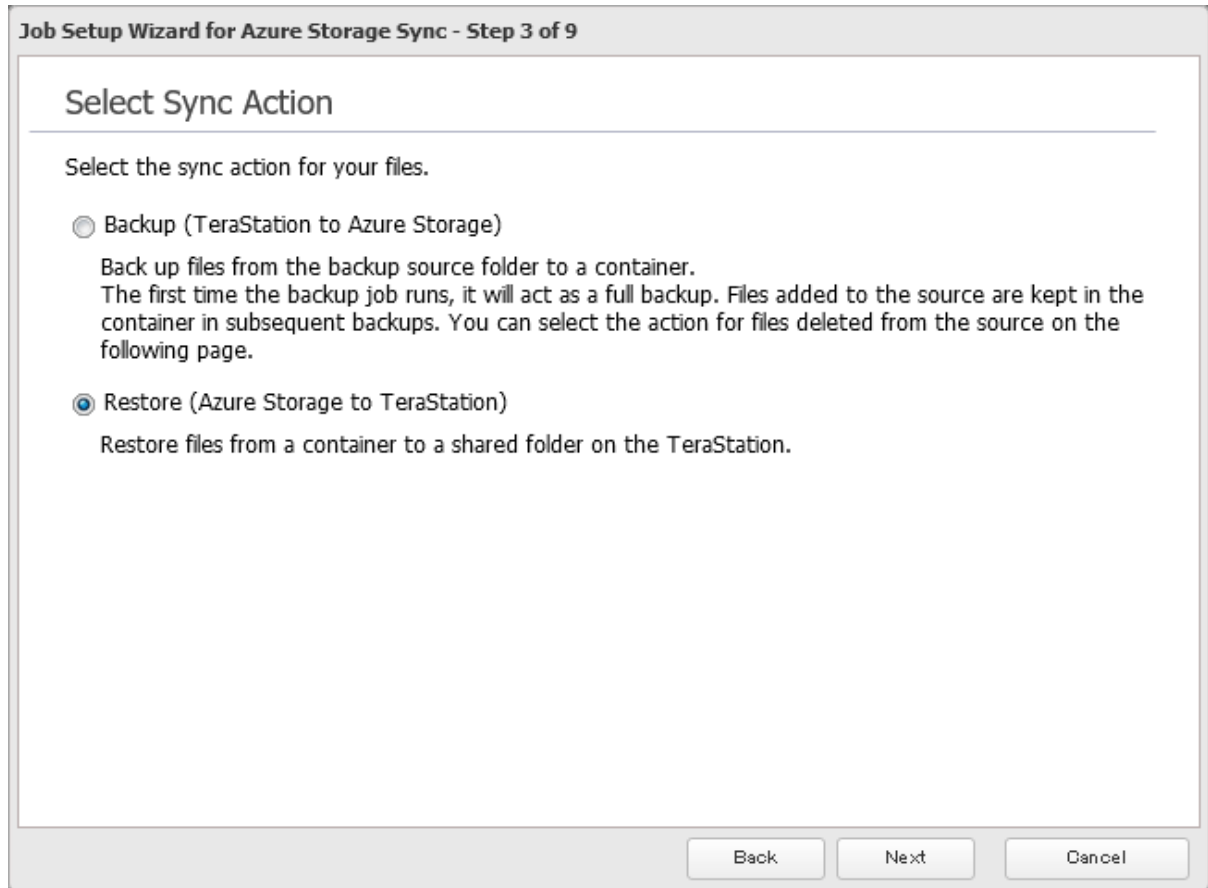 Job Setup Wizard for Azure Storage Sync - Step 3 of 9
Select Sync Action
Select the sync action for your files.
Backup (TeraStation to Azure Storage)
Back up files from the backup source folder to a container.
The first time the backup job runs, it will act as a full backup. Files added to the source are kept in the
container in subsequent backups. You can select the action for files deleted from the source on the
following page.
Restore (Azure Storage to TeraStation)
Restore files from a container to a shared folder on the TeraStation.
Back Next Cancel